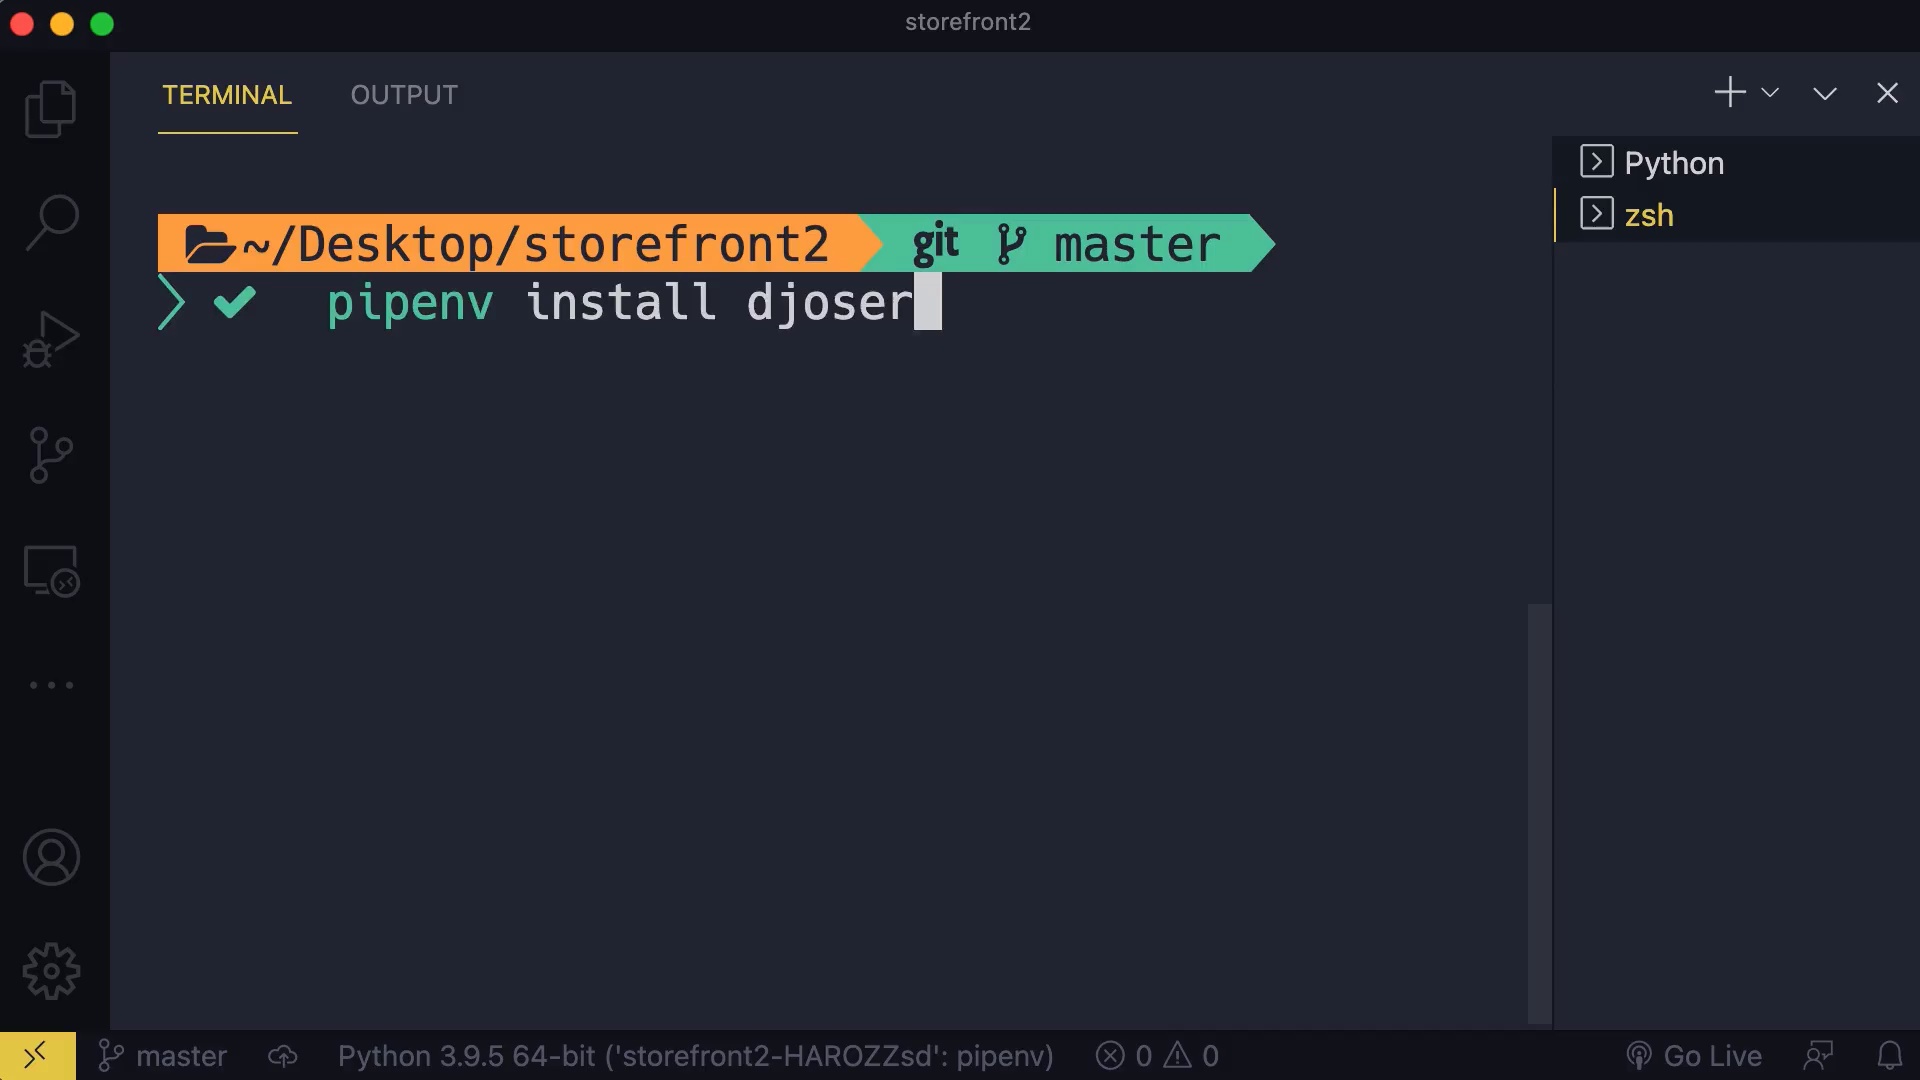 storefront2
TERMINAL OUTPUT
Python
zsh
~/Desktop/storefront2 git master
pipenv install djoser
master Python 3.9.5 64-bit ('storefront2-HAROZZsd': pipenv) 0 0 Go Live